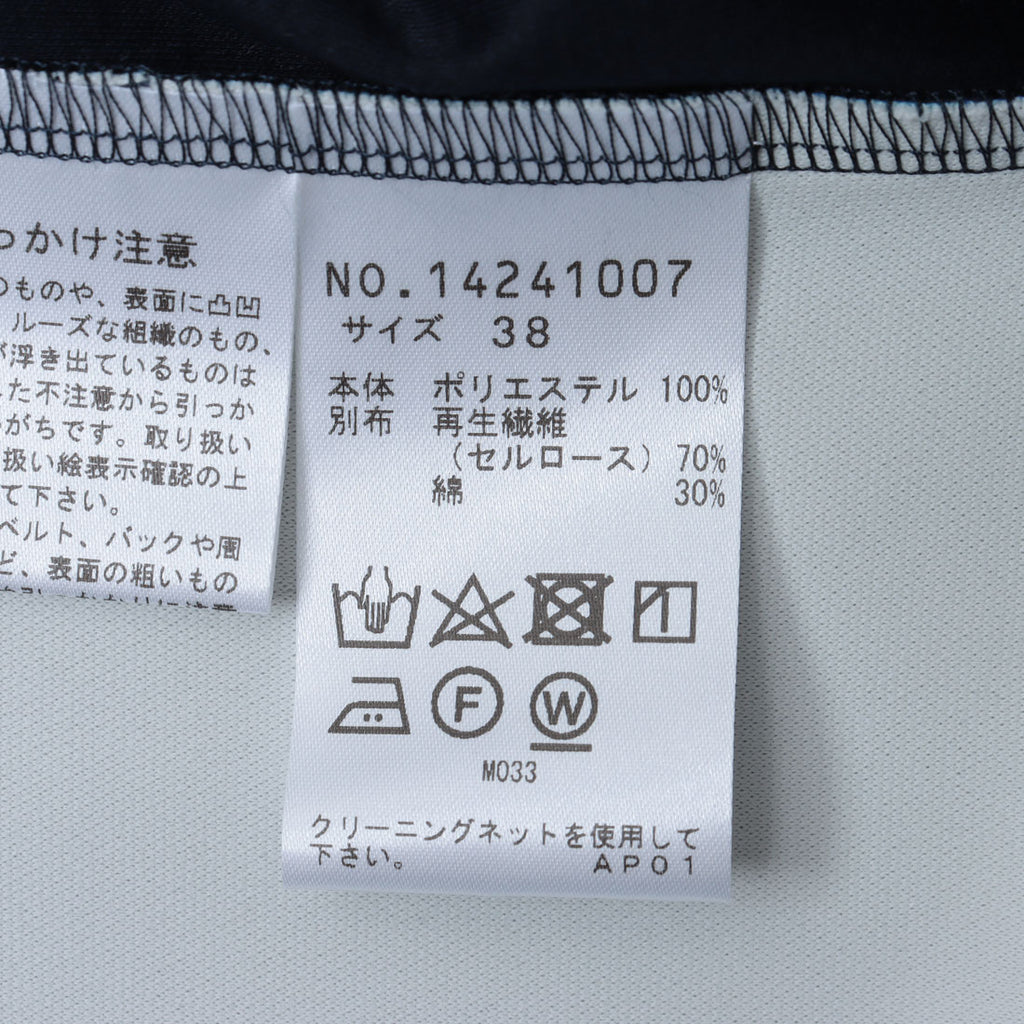 っかけ注意
のものや、表面に凸凹
ルーズな組織のもの、
が浮き出ているものは
した不注意から引っか
がちです。取り扱い
扱い絵表示確認の上
て下さい。
ベルト、バックや周
ど、表面の粗いもの
NO.14241007
サイズ 38
本体 ポリエステル 100%
別布 再生繊維
(セルロース) 70%
綿 30%
1
F W
M033
クリーニングネットを使用して
下さい。 AP01